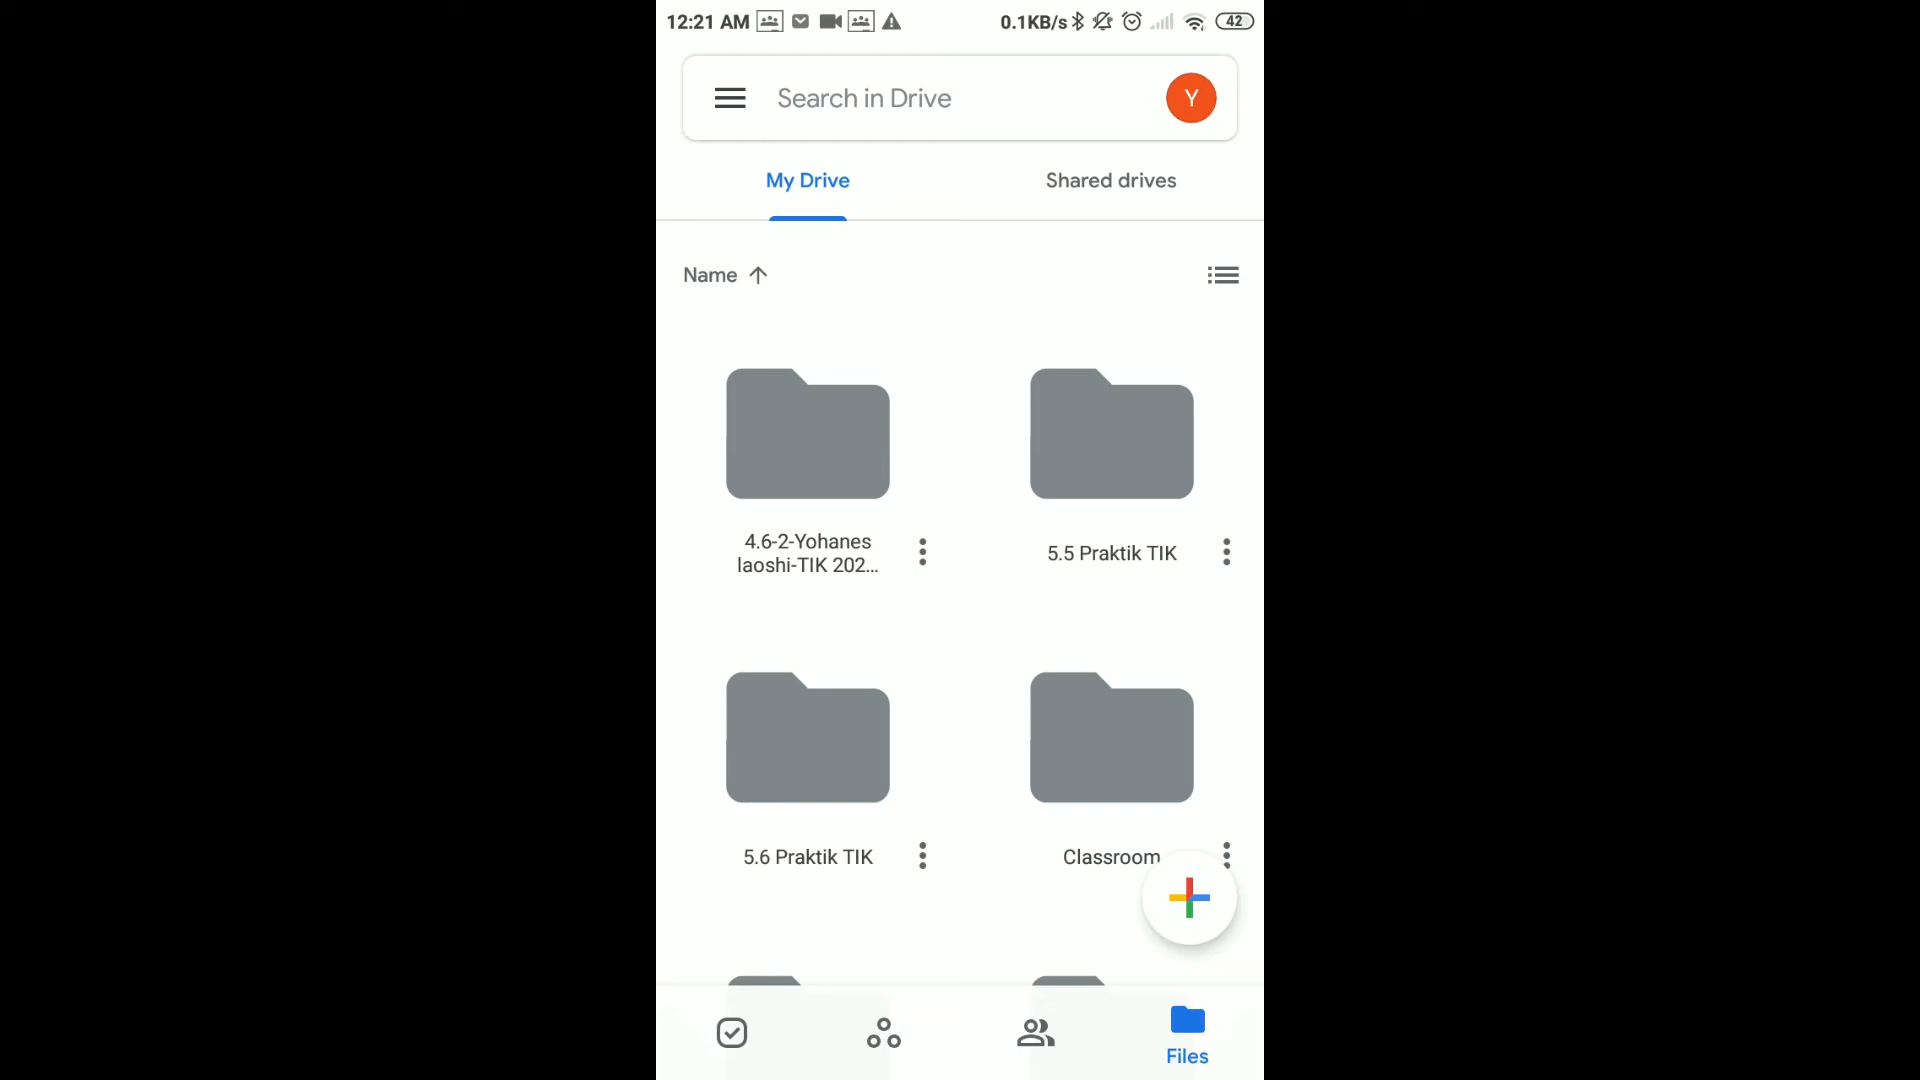 12:21 AM
0.1KB/s
42
Search in Drive
Y
My Drive
Shared drives
Name
4.6-2-Yohanes
laoshi-TIK 202...
5.5 Praktik TIK
5.6 Praktik TIK
Classroom
Files